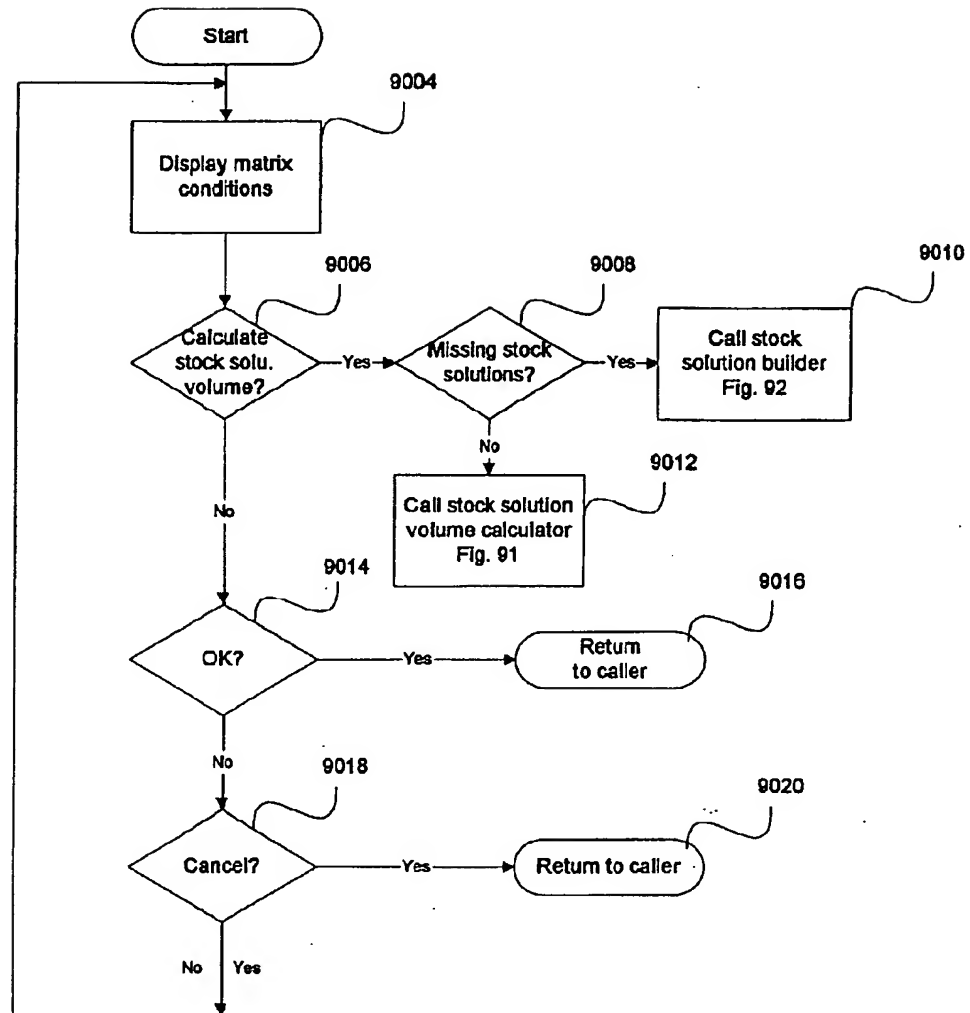 Start
9004
Display matrix
conditions
9006
9008
9010
Calculate
stock solu.
volume?
Yes
Missing stock
solutions?
Yes
Call stock
solution builder
Fig. 92
No
9012
Call stock solution
volume calculator
Fig. 91
No
9014
9016
OK?
Yes
Return
to caller
No
9018
9020
Cancel?
Yes
Return to caller
No Yes